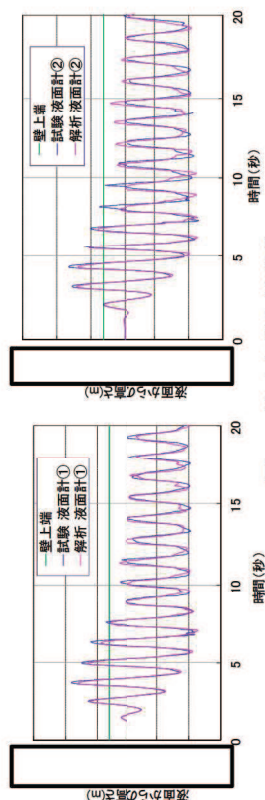 液面からの高さ(m)
壁上端
試験 液面計①
解析 液面計①
0
5
10
15
20
時間(秒)
液面からの高さ(m)
壁上端
試験 液面計②
解析 液面計②
0
5
10
15
20
時間(秒)